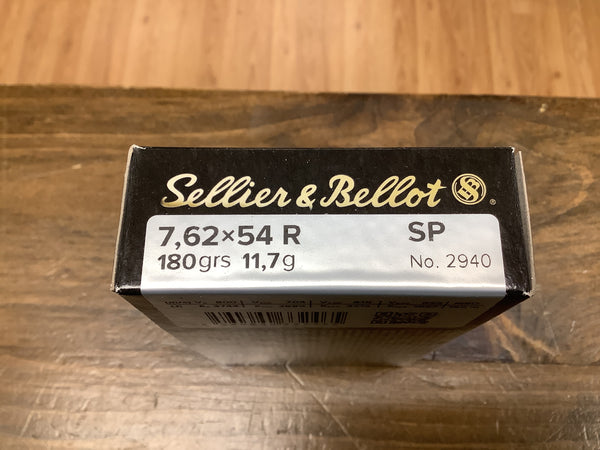 Sellier & Bellot
®
7,62×54 R SP
180grs 11,7g No. 2940